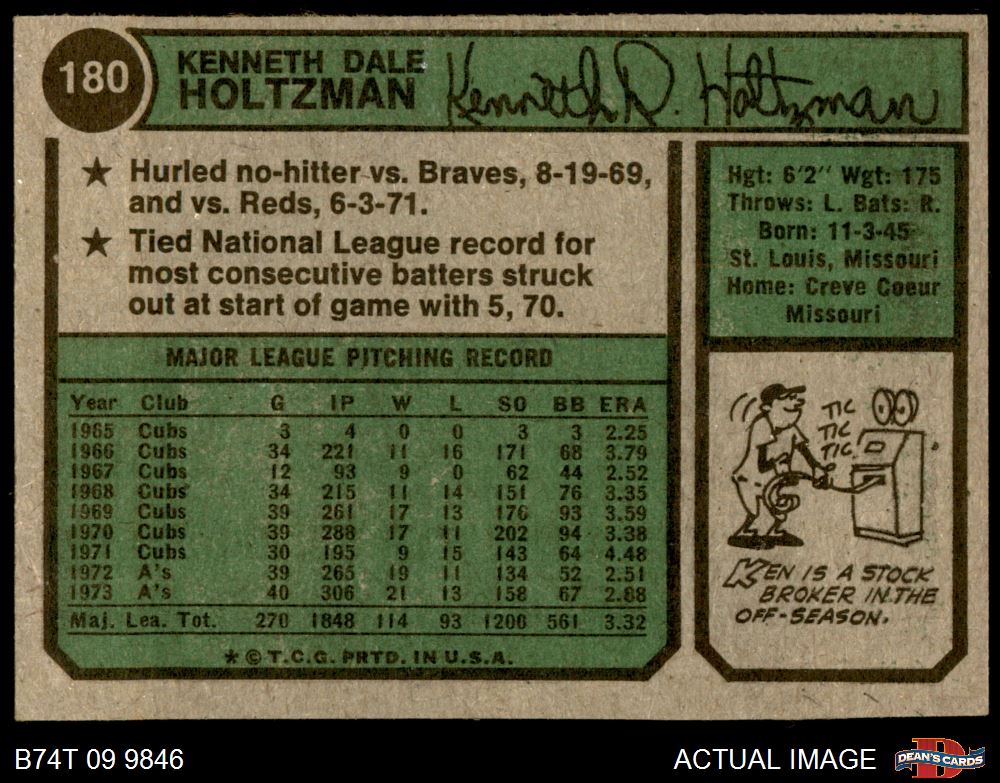 180
KENNETH DALE
HOLTZMAN
Kenneth D. Holtzman
★ Hurled no-hitter vs. Braves, 8-19-69,
and vs. Reds, 6-3-71.
★ Tied National League record for
most consecutive batters struck
out at start of game with 5, 70.
Hgt: 6'2" Wgt: 175
Throws: L. Bats: R.
Born: 11-3-45
St. Louis, Missouri
Home: Creve Coeur
Missouri
MAJOR LEAGUE PITCHING RECORD
Year Club G IP W L SO BB ERA
1965 Cubs 3 4 0 0 3 3 2.25
1966 Cubs 34 221 11 16 171 68 3.79
1967 Cubs 12 93 9 0 62 44 2.52
1968 Cubs 34 215 11 14 151 76 3.35
1969 Cubs 39 261 17 13 176 93 3.59
1970 Cubs 39 288 17 11 202 94 3.38
1971 Cubs 30 195 9 15 143 64 4.48
1972 A's 39 265 19 11 134 52 2.51
1973 A's 40 306 21 13 158 67 2.88
Maj. Lea. Tot. 270 1848 114 93 1200 561 3.32
* © T.C.G. PRTD. IN U.S.A.
TIC
TIC
TIC
KEN IS A STOCK
BROKER IN THE
OFF-SEASON.
B74T 09 9846
ACTUAL IMAGE
D
DEAN'S CARDS